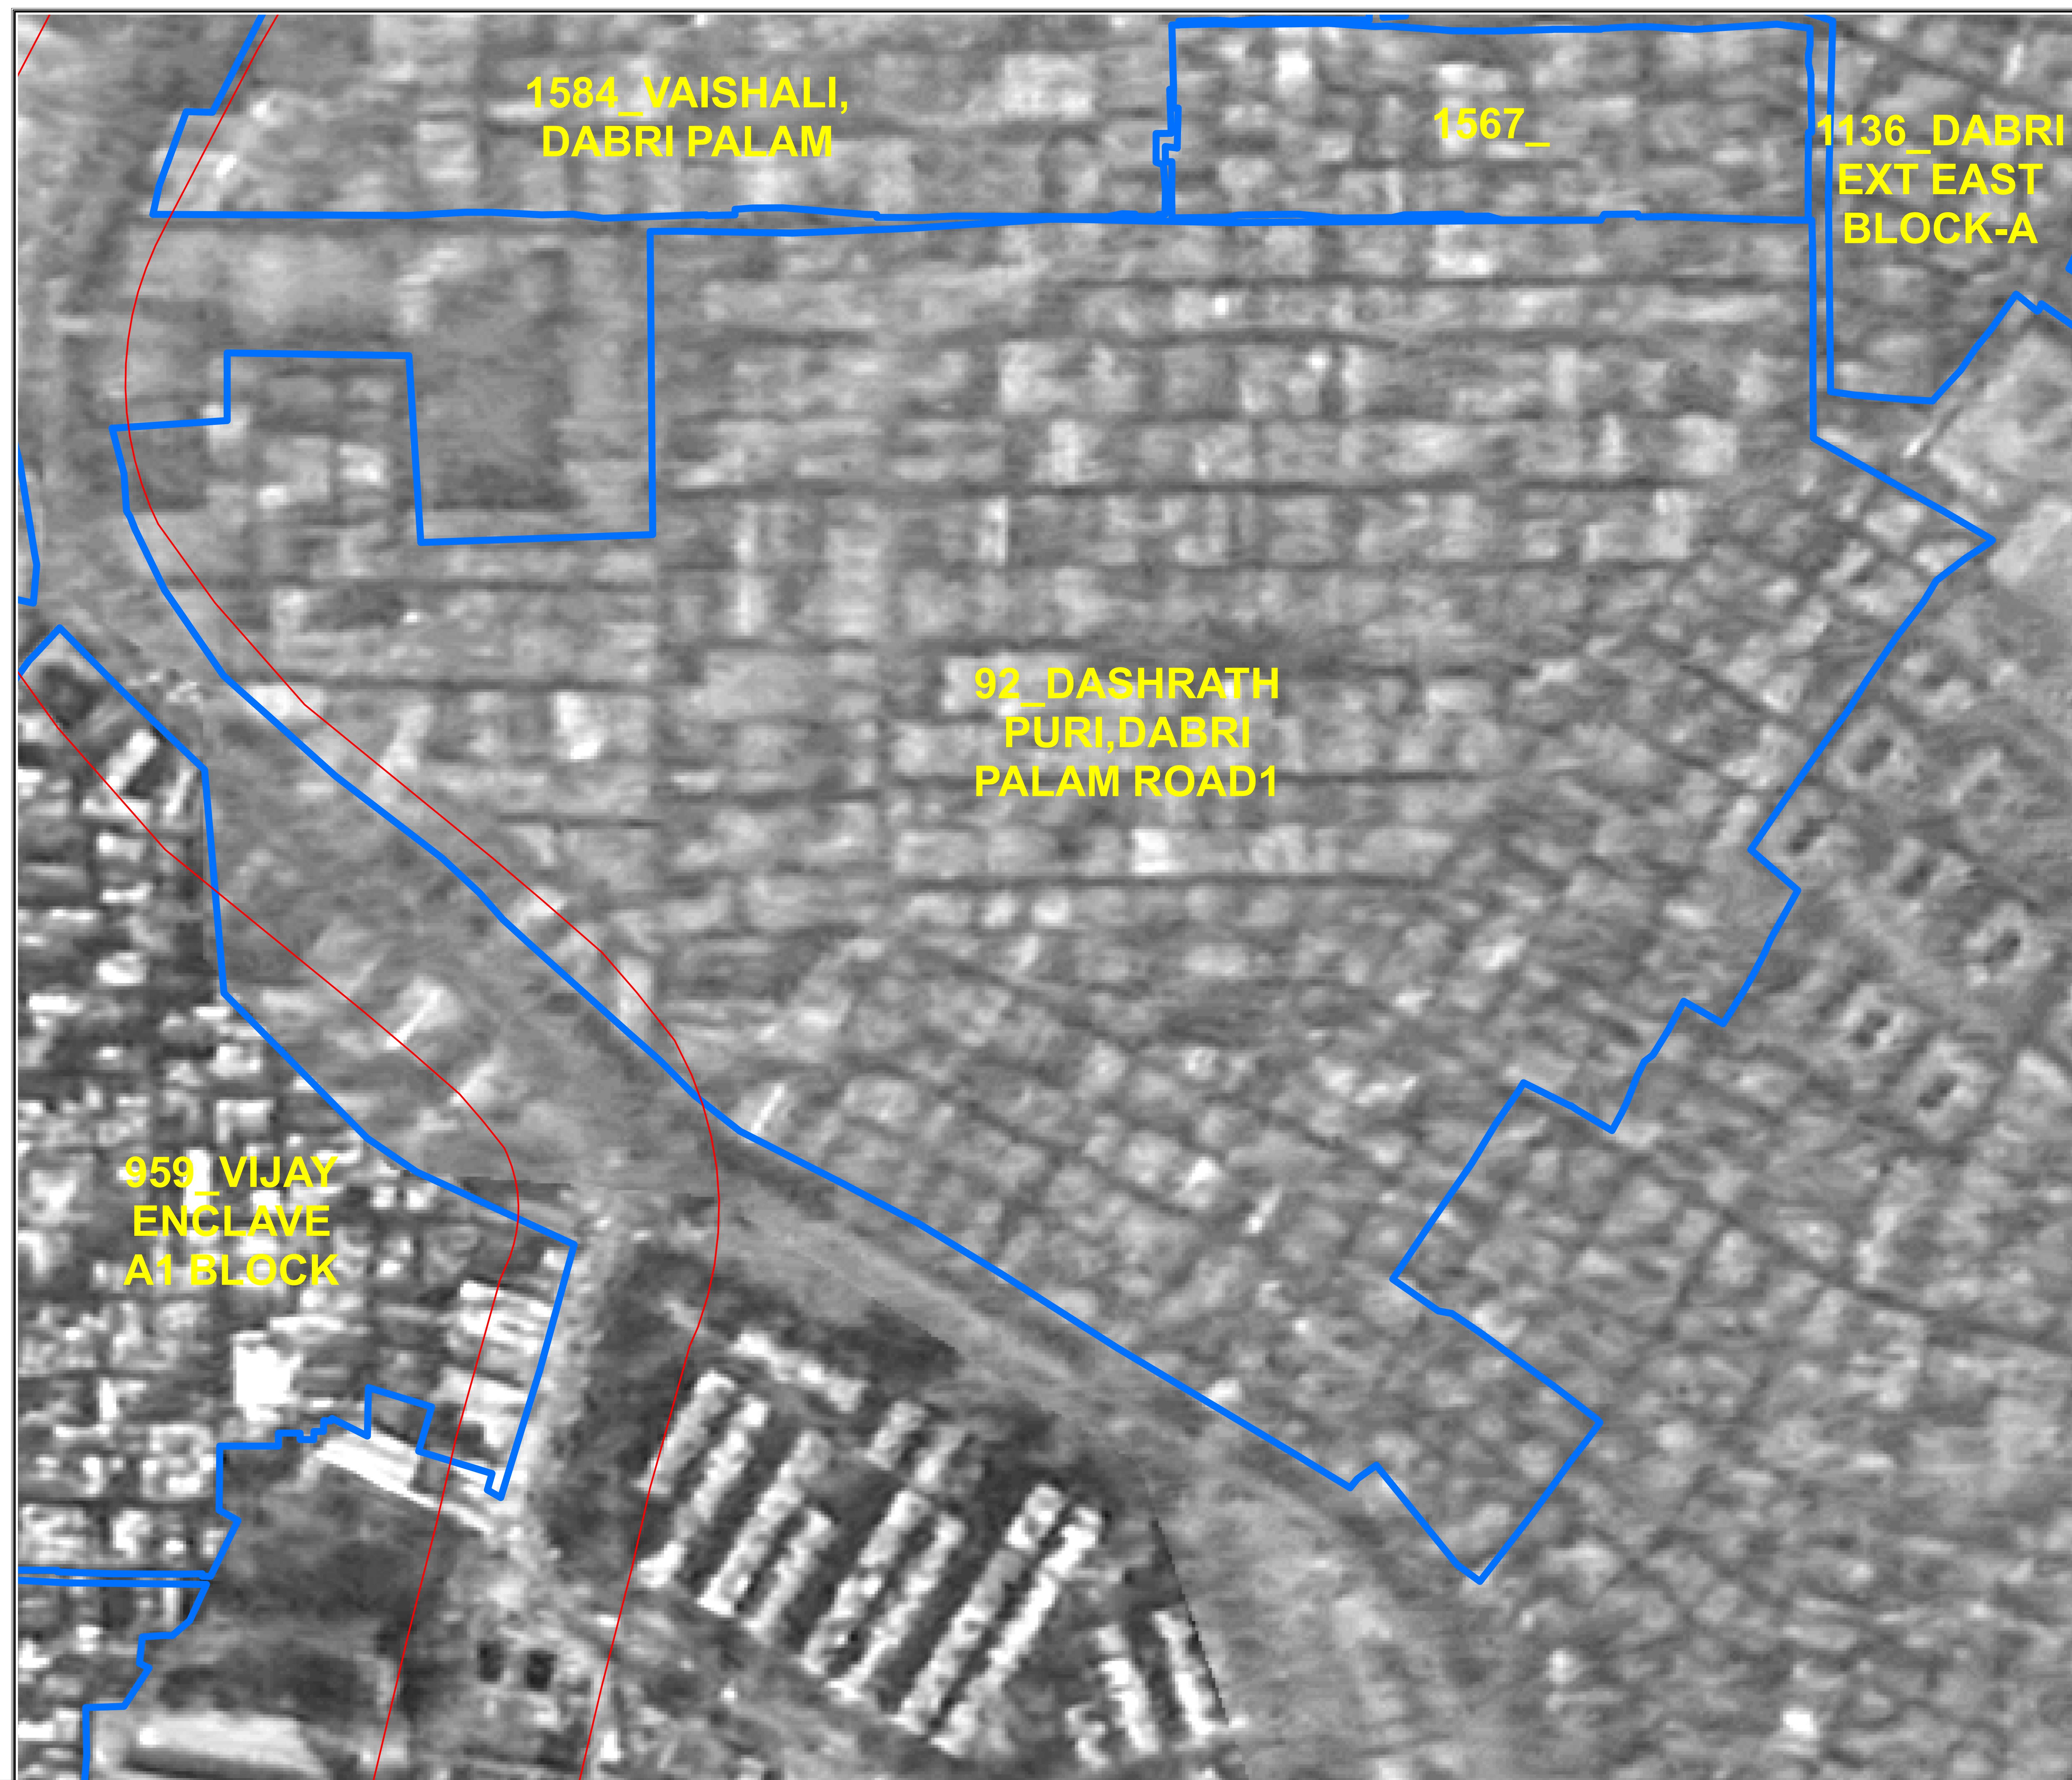 1584_VAISHALI,
DABRI PALAM
1567_
1136_DABRI
EXT EAST
BLOCK-A
92_DASHRATH
PURI,DABRI
PALAM ROAD1
959_VIJAY
ENCLAVE
A1 BLOCK